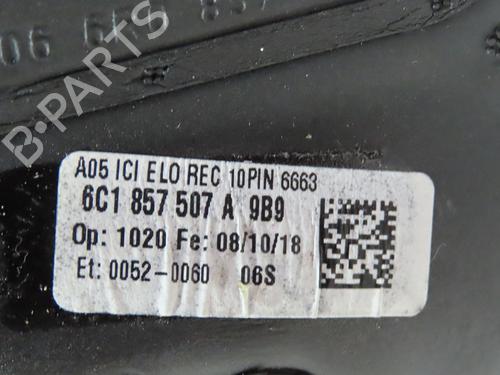 B-PARTS
A05 ICI ELO REC 10PIN 6663
6C1 857 507 A 9B9
Op: 1020 Fe: 08/10/18
Et: 0052-0060 06S